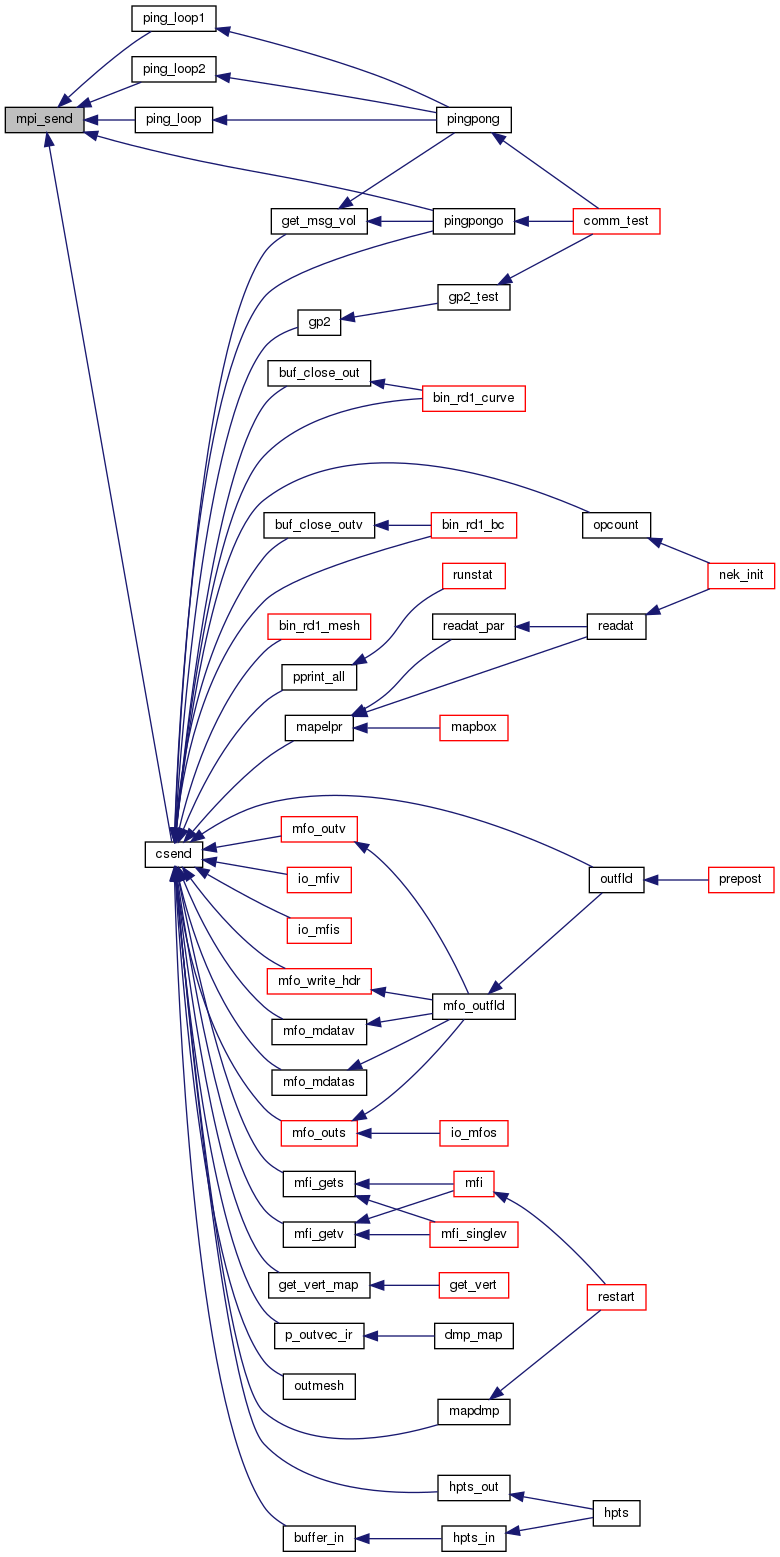 ping_loop1
ping_loop2
mpi_send
ping_loop
pingpong
get_msg_vol
pingpongo
comm_test
gp2_test
gp2
buf_close_out
bin_rd1_curve
buf_close_outv
bin_rd1_bc
opcount
runstat
nek_init
bin_rd1_mesh
readat_par
readat
pprint_all
mapelpr
mapbox
mfo_outv
csend
io_mfiv
outfld
prepost
io_mfis
mfo_write_hdr
mfo_outfld
mfo_mdatav
mfo_mdatas
mfo_outs
io_mfos
mfi_gets
mfi
mfi_getv
mfi_singlev
get_vert_map
get_vert
restart
p_outvec_ir
dmp_map
outmesh
mapdmp
hpts_out
hpts
buffer_in
hpts_in